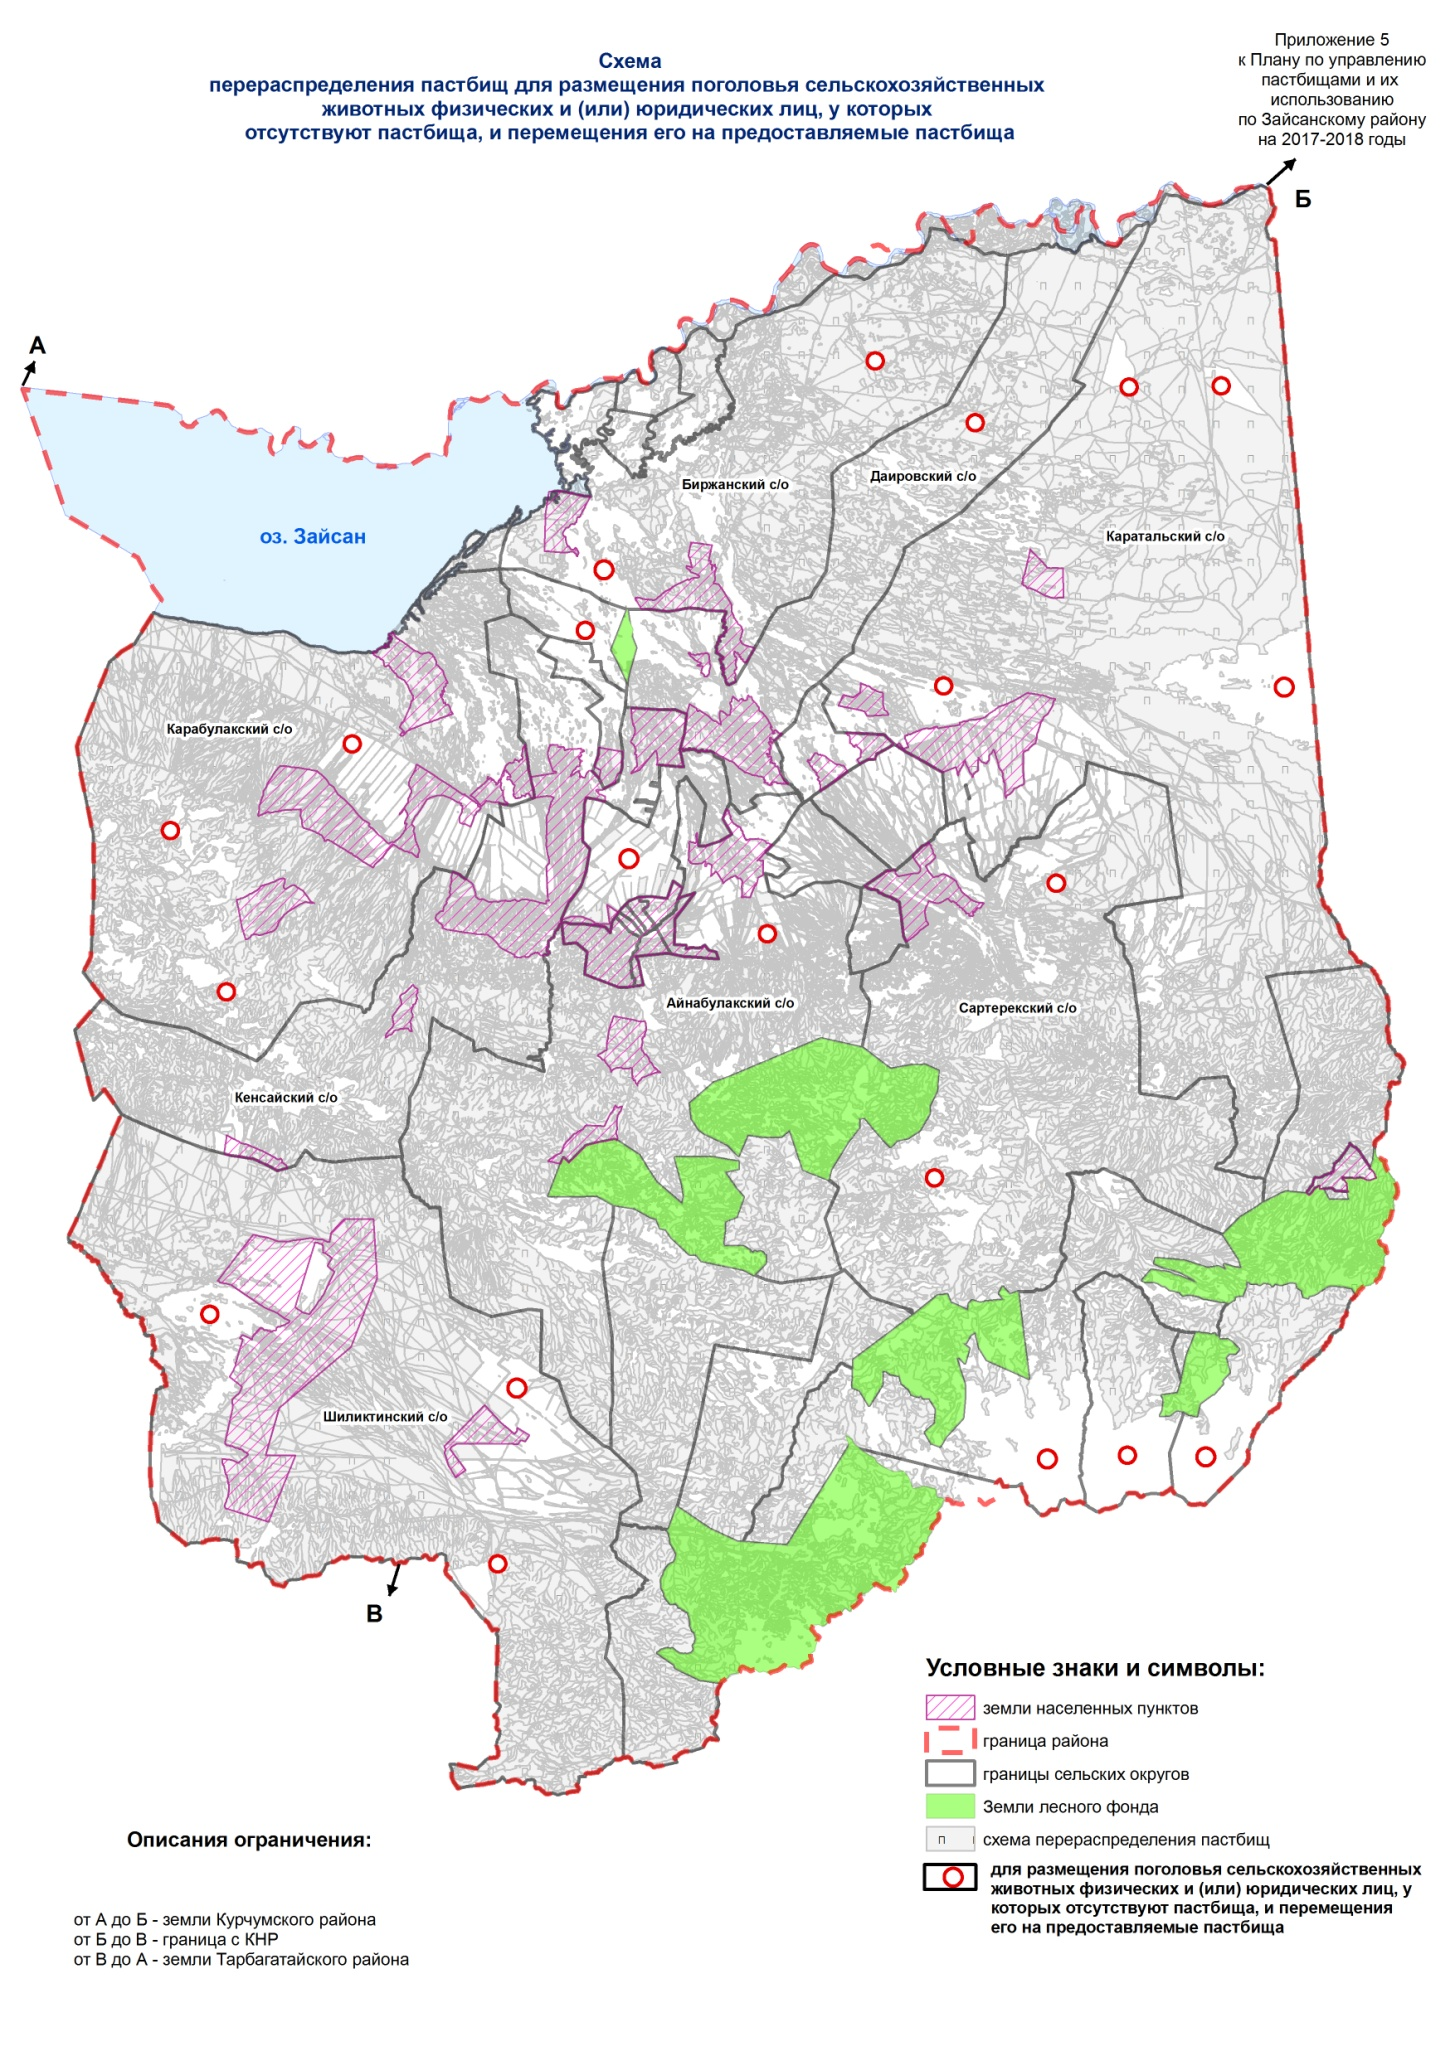 Приложение 5
к Плану по управлению
пастбищами и их
использованию
по Зайсанскому району
на 2017-2018 годы
Схема
перераспределения пастбищ для размещения поголовья сельскохозяйственных
животных физических и (или) юридических лиц, у которых
отсутствуют пастбища, и перемещения его на предоставляемые пастбища
Б
А
Биржанский с/о
Даировский с/о
Каратальский с/о
оз. Зайсан
Карабулакский с/о
Айнабулакский с/о
Сартерекский с/о
Кенсайский с/о
Шиликтинский с/о
В
Условные знаки и символы:
земли населенных пунктов
граница района
границы сельских округов
Земли лесного фонда
п схема перераспределения пастбищ
для размещения поголовья сельскохозяйственных
животных физических и (или) юридических лиц, у
которых отсутствуют пастбища, и перемещения
его на предоставляемые пастбища
Описания ограничения:
от А до Б - земли Курчумского района
от Б до В - граница с КНР
от В до А - земли Тарбагатайского района